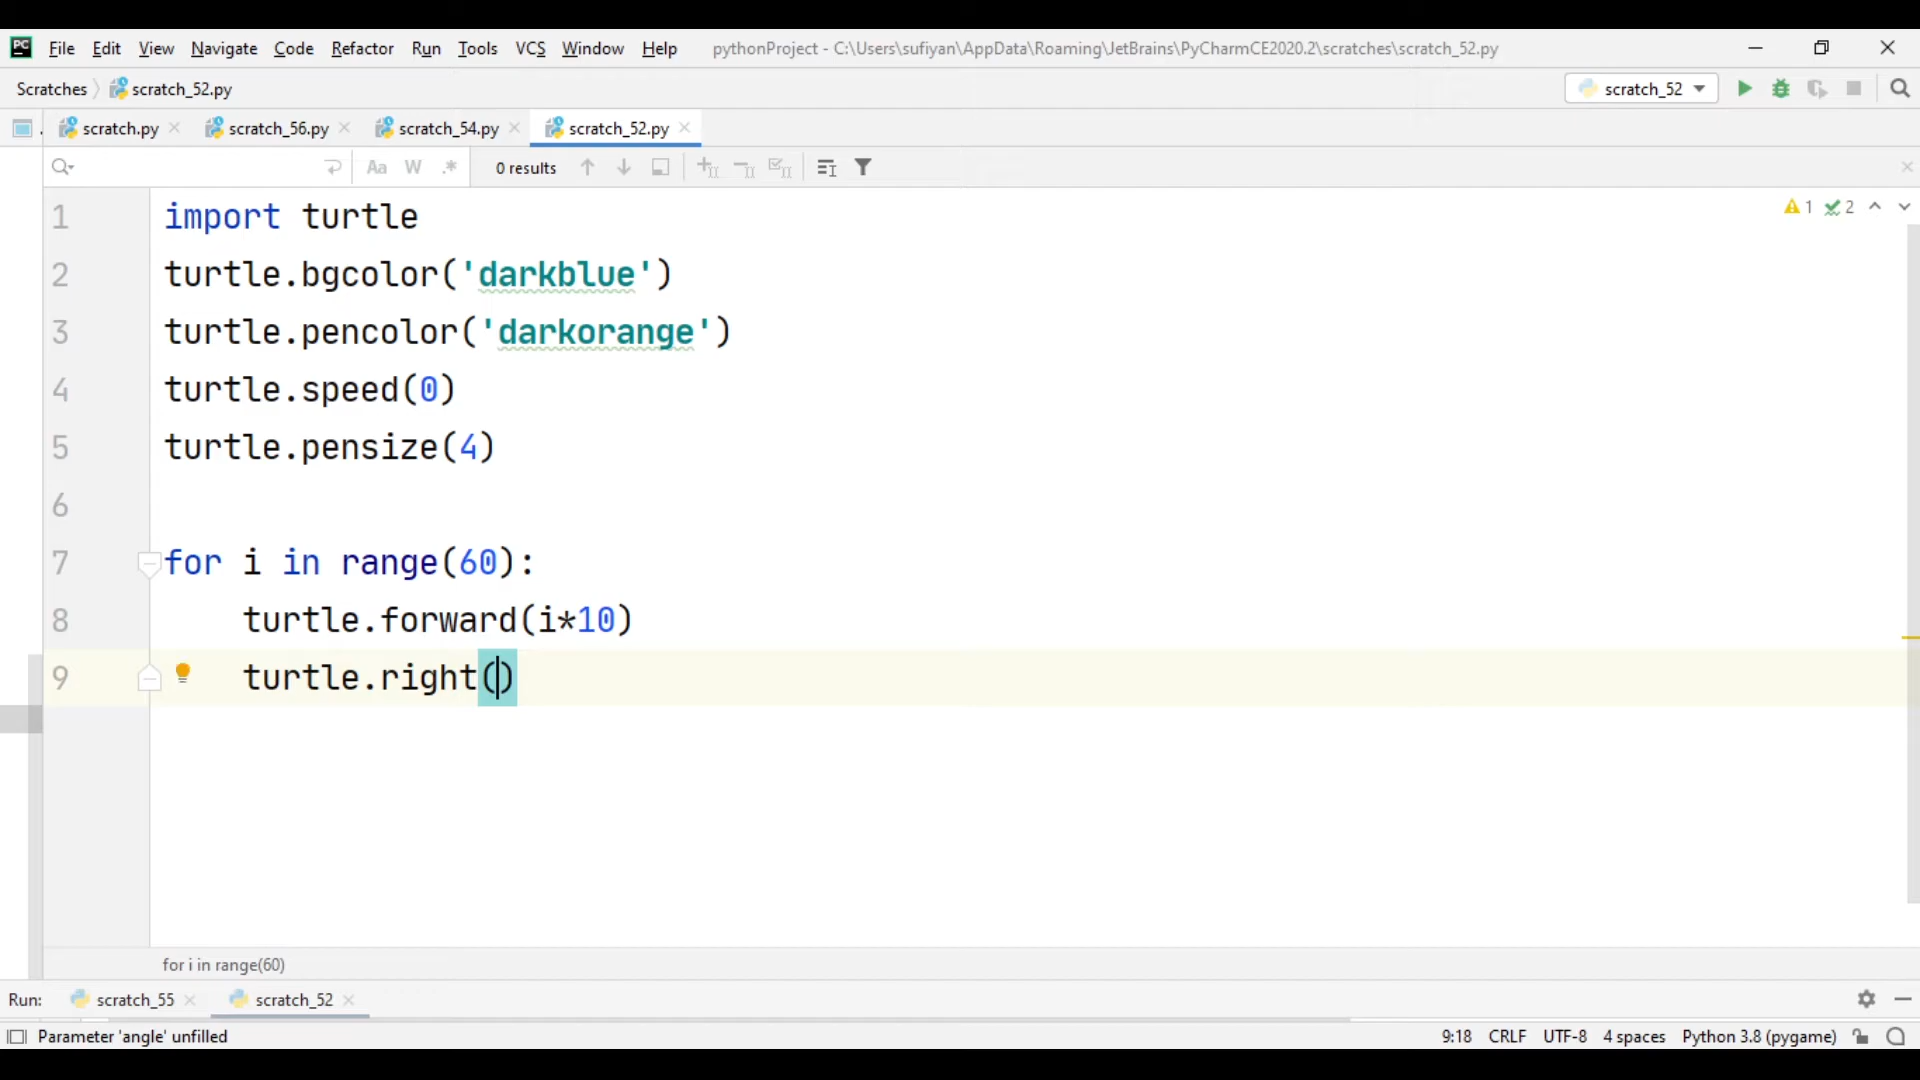 PC File Edit View Navigate Code Refactor Run Tools VCS Window Help pythonProject - C:\Users\sufiyan\AppData\Roaming\JetBrains\PyCharmCE2020.2\scratches\scratch_52.py
Scratches scratch_52.py scratch_52
scratch.py scratch_56.py scratch_54.py scratch_52.py
Aa W .* 0 results
1 import turtle
2 turtle.bgcolor('darkblue')
3 turtle.pencolor('darkorange')
4 turtle.speed(0)
5 turtle.pensize(4)
6
7 for i in range(60):
8 turtle.forward(i*10)
9 turtle.right()
1 2
for i in range(60)
Run: scratch_55 scratch_52
Parameter 'angle' unfilled 9:18 CRLF UTF-8 4 spaces Python 3.8 (pygame)